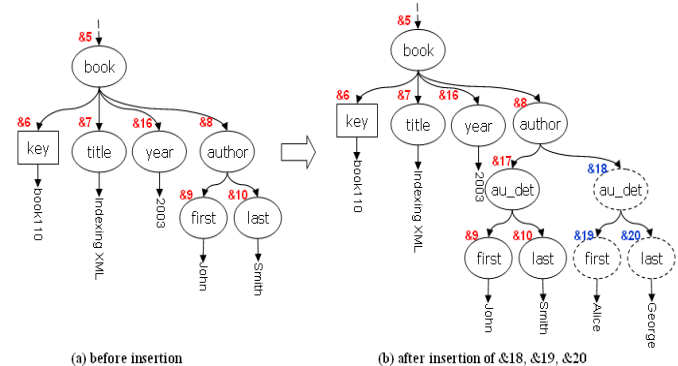 &5
book
&6
&7
&16
&8
key
title
year
author
book110
Indexing XML
2003
&9
&10
first
last
John
Smith
(a) before insertion
&5
book
&6
&7
&16
&8
key
title
year
author
book110
Indexing XML
2003
&17
&18
au_det
au_det
&9
&10
&19
&20
first
last
first
last
John
Smith
Alice
George
(b) after insertion of &18, &19, &20